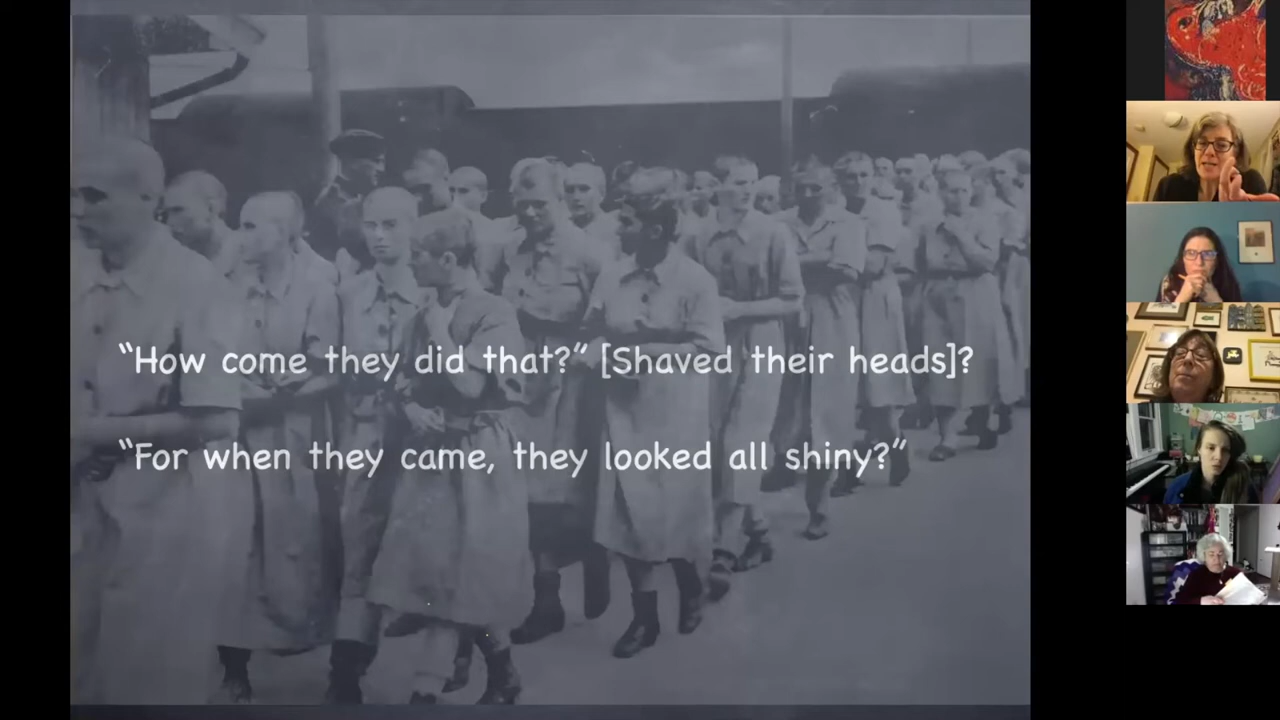 “How come they did that?” [Shaved their heads]?
“For when they came, they looked all shiny?”